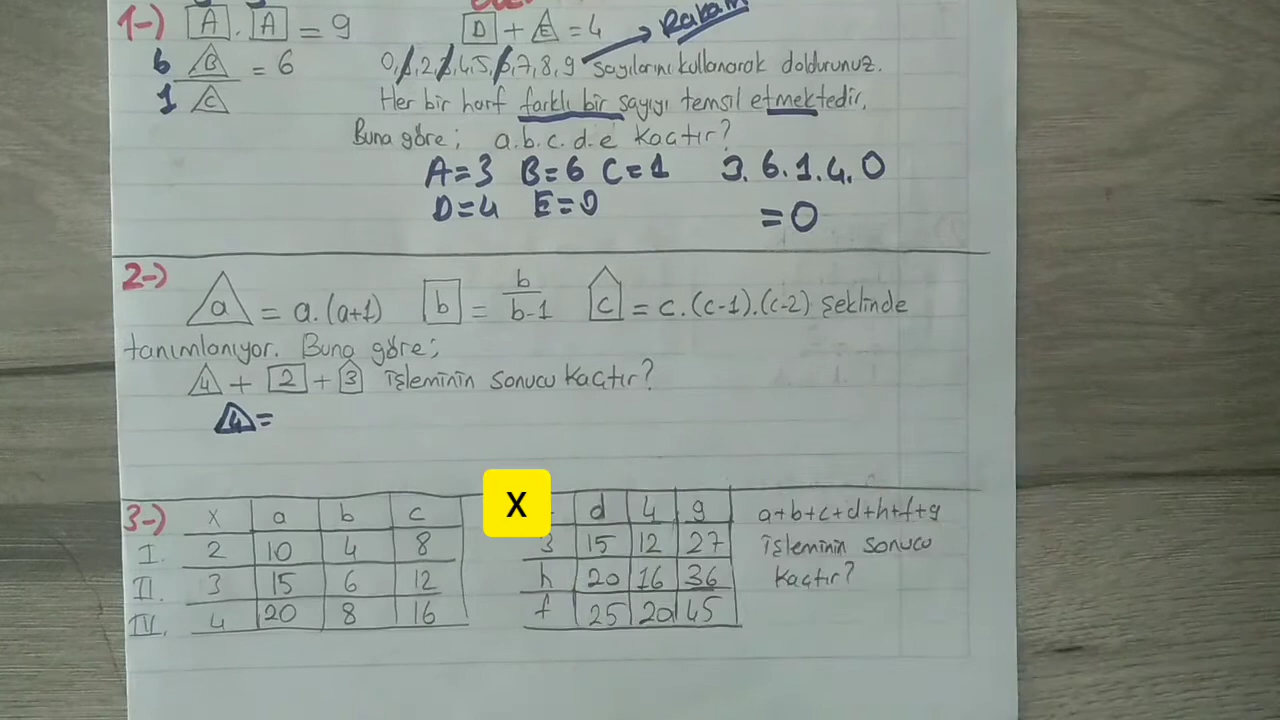 1-) A . A = 9 D + E = 4 Rakam
6 B = 6 0,1,2,3,4,5,6,7,8,9 sayılarını kullanarak doldurunuz.
1 C Her bir harf farklı bir sayıyı temsil etmektedir.
Buna göre; a.b.c.d.e kaçtır?
A=3 B=6 C=1 3.6.1.4.0
D=4 E=0 =0
2-) a = a.(a+1) b = b/b-1 c = c.(c-1).(c-2) şeklinde
tanımlanıyor. Buna göre;
4 + 2 + 3 işleminin sonucu kaçtır?
4 =
3-) x a b c X d 4 g a+b+c+d+h+f+g
I. 2 10 4 8 3 15 12 27 işleminin sonucu
II. 3 15 6 12 h 20 16 36 kaçtır?
IV. 4 20 8 16 f 25 20 45